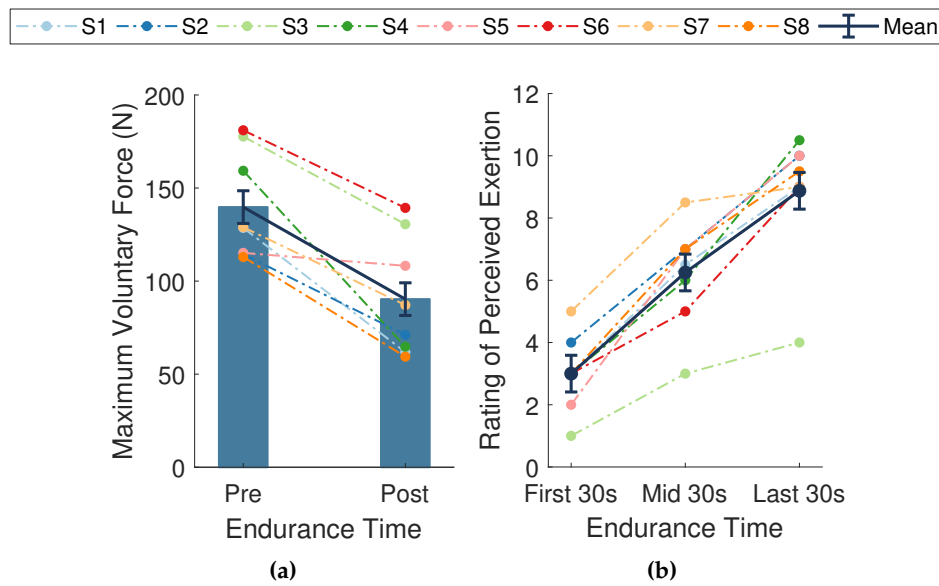 S1 S2 S3 S4 S5 S6 S7 S8 Mean
Maximum Voluntary Force (N)
200
150
100
50
0
Pre Post
Endurance Time
(a)
Rating of Perceived Exertion
12
10
8
6
4
2
0
First 30s Mid 30s Last 30s
Endurance Time
(b)